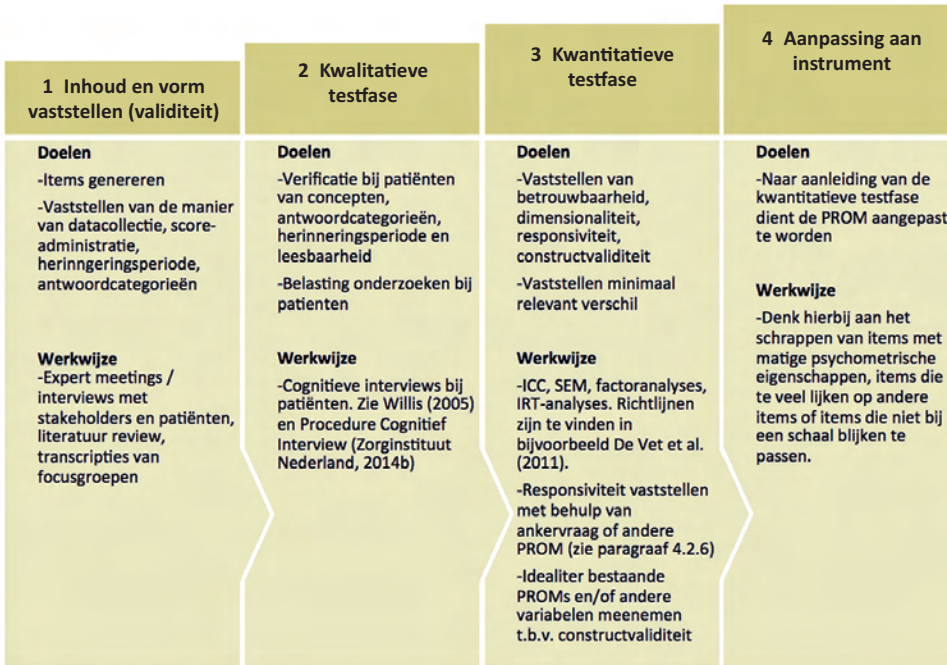 1 Inhoud en vorm
vaststellen (validiteit)
Doelen
-Items genereren
-Vaststellen van de manier
van datacollectie, score-
administratie,
herinngeringsperiode,
antwoordcategorieën
Werkwijze
-Expert meetings /
interviews met
stakeholders en patiënten,
literatuur review,
transcripties van
focusgroepen
2 Kwalitatieve
testfase
Doelen
-Verificatie bij patiënten
van concepten,
antwoordcategorieën,
herinneringsperiode en
leesbaarheid
-Belasting onderzoeken bij
patienten
Werkwijze
-Cognitieve interviews bij
patiënten. Zie Willis (2005)
en Procedure Cognitief
Interview (Zorginstituut
Nederland, 2014b)
3 Kwantitatieve
testfase
Doelen
-Vaststellen van
betrouwbaarheid,
dimensionaliteit,
responsiviteit,
constructvaliditeit
-Vaststellen minimaal
relevant verschil
Werkwijze
-ICC, SEM, factoranalyses,
IRT-analyses. Richtlijnen
zijn te vinden in
bijvoorbeeld De Vet et al.
(2011).
-Responsiviteit vaststellen
met behulp van
ankervraag of andere
PROM (zie paragraaf 4.2.6)
-Idealiter bestaande
PROMs en/of andere
variabelen meenemen
t.b.v. constructvaliditeit
4 Aanpassing aan
instrument
Doelen
-Naar aanleiding van de
kwantitatieve testfase
dient de PROM aangepast
te worden
Werkwijze
-Denk hierbij aan het
schrappen van items met
matige psychometrische
eigenschappen, items die
te veel lijken op andere
items of items die niet bij
een schaal blijken te
passen.